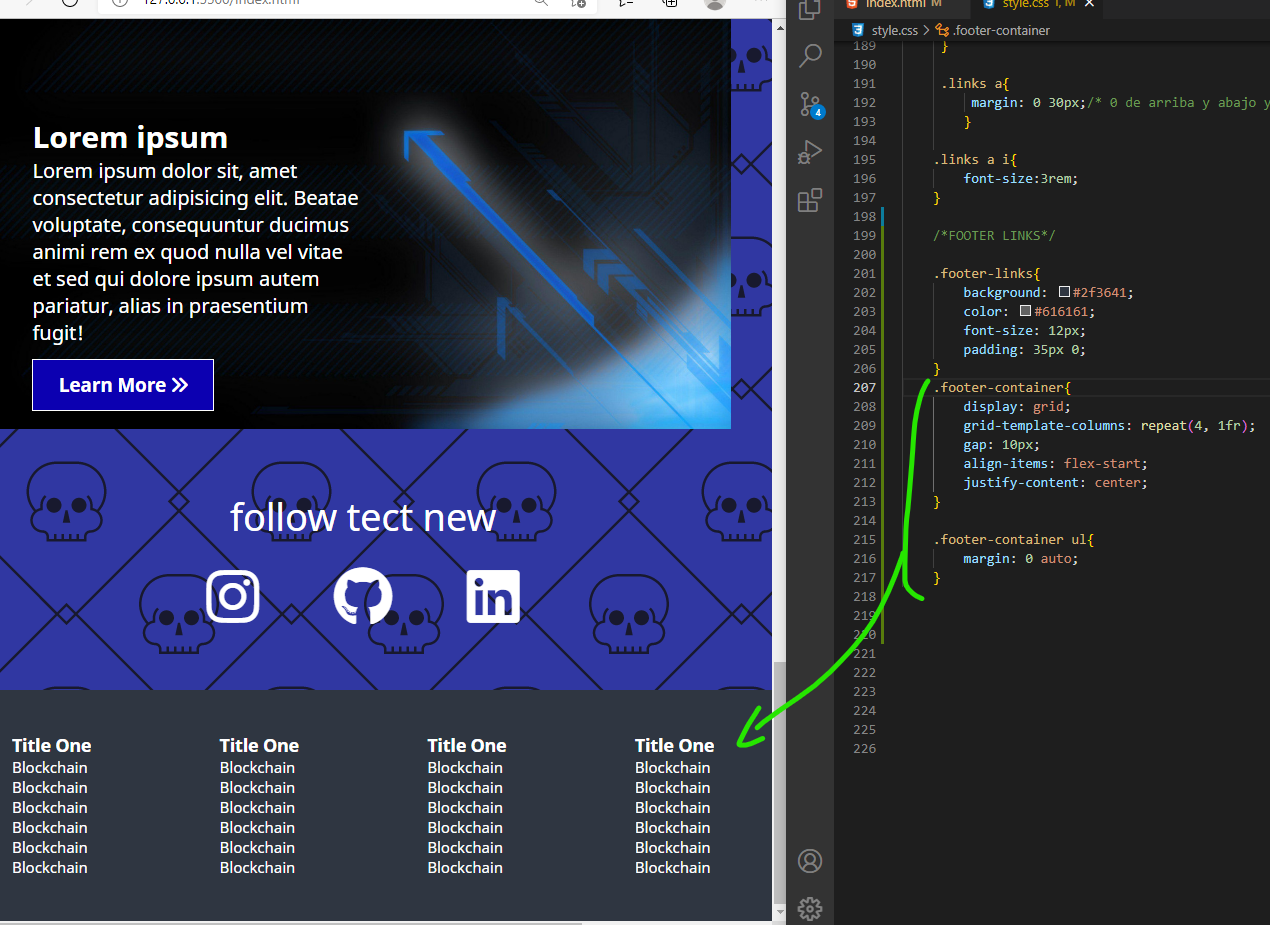 127.0.0.1:5500/index.html
Lorem ipsum
Lorem ipsum dolor sit, amet
consectetur adipisicing elit. Beatae
voluptate, consequuntur ducimus
animi rem ex quod nulla vel vitae
et sed qui dolore ipsum autem
pariatur, alias in praesentium
fugit!
Learn More
follow tect new
in
Title One
Blockchain
Blockchain
Blockchain
Blockchain
Blockchain
Blockchain
Title One
Blockchain
Blockchain
Blockchain
Blockchain
Blockchain
Blockchain
Title One
Blockchain
Blockchain
Blockchain
Blockchain
Blockchain
Blockchain
Title One
Blockchain
Blockchain
Blockchain
Blockchain
Blockchain
Blockchain
4
index.html M
style.css 1, M
style.css > .footer-container
189 }
190
191 .links a{
192 margin: 0 30px;/* 0 de arriba y abajo y
193 }
194
195 .links a i{
196 font-size:3rem;
197 }
198
199 /*FOOTER LINKS*/
200
201 .footer-links{
202 background: #2f3641;
203 color: #616161;
204 font-size: 12px;
205 padding: 35px 0;
206 }
207 .footer-container{
208 display: grid;
209 grid-template-columns: repeat(4, 1fr);
210 gap: 10px;
211 align-items: flex-start;
212 justify-content: center;
213 }
214
215 .footer-container ul{
216 margin: 0 auto;
217 }
218
219
220
221
222
223
224
225
226